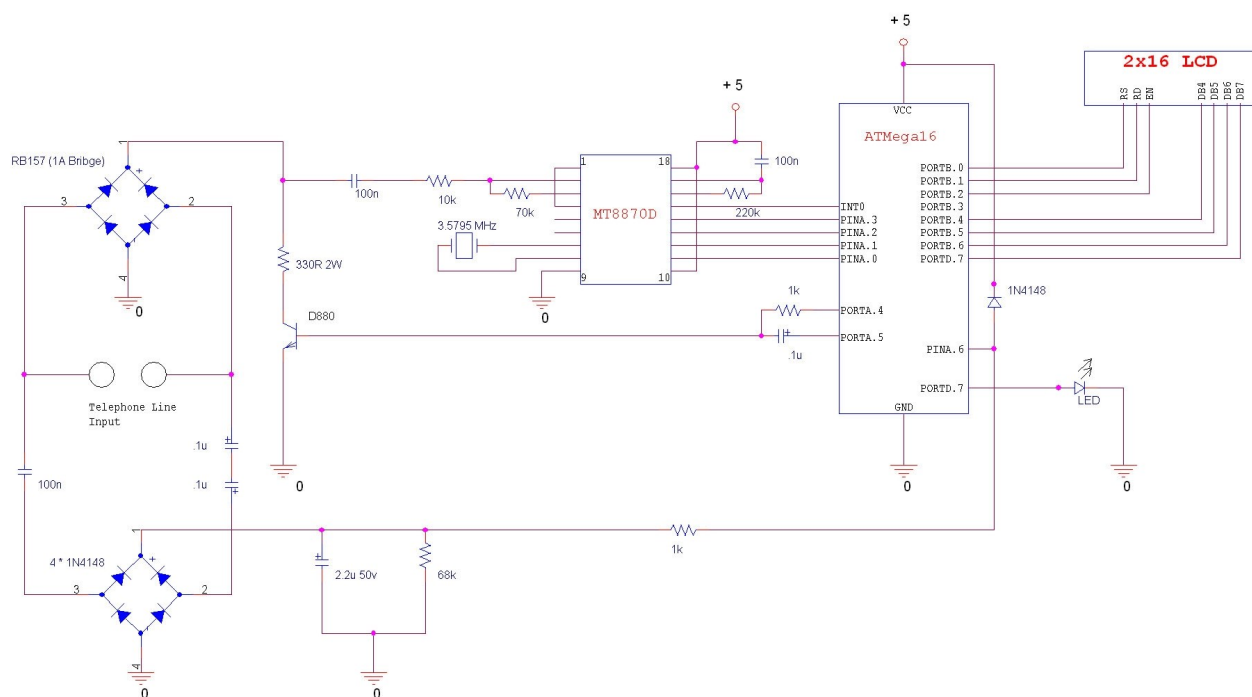 + 5
2x16 LCD
RS
RD
EN
DB4
DB5
DB6
DB7
+ 5
VCC
ATMega16
1
RB157 (1A Bribge)
+
3
2
-
4
0
100n
10k
70k
1
18
MT8870D
9
10
100n
220k
3.5795 MHz
0
INT0
PINA.3
PINA.2
PINA.1
PINA.0
PORTB.0
PORTB.1
PORTB.2
PORTB.3
PORTB.4
PORTB.5
PORTB.6
PORTD.7
330R 2W
D880
0
1k
+
.1u
PORTA.4
PORTA.5
PINA.6
PORTD.7
GND
0
1N4148
LED
0
Telephone Line
Input
+
.1u
.1u
+
100n
1
4 * 1N4148
+
3
2
-
4
0
+
2.2u 50v
68k
0
1k